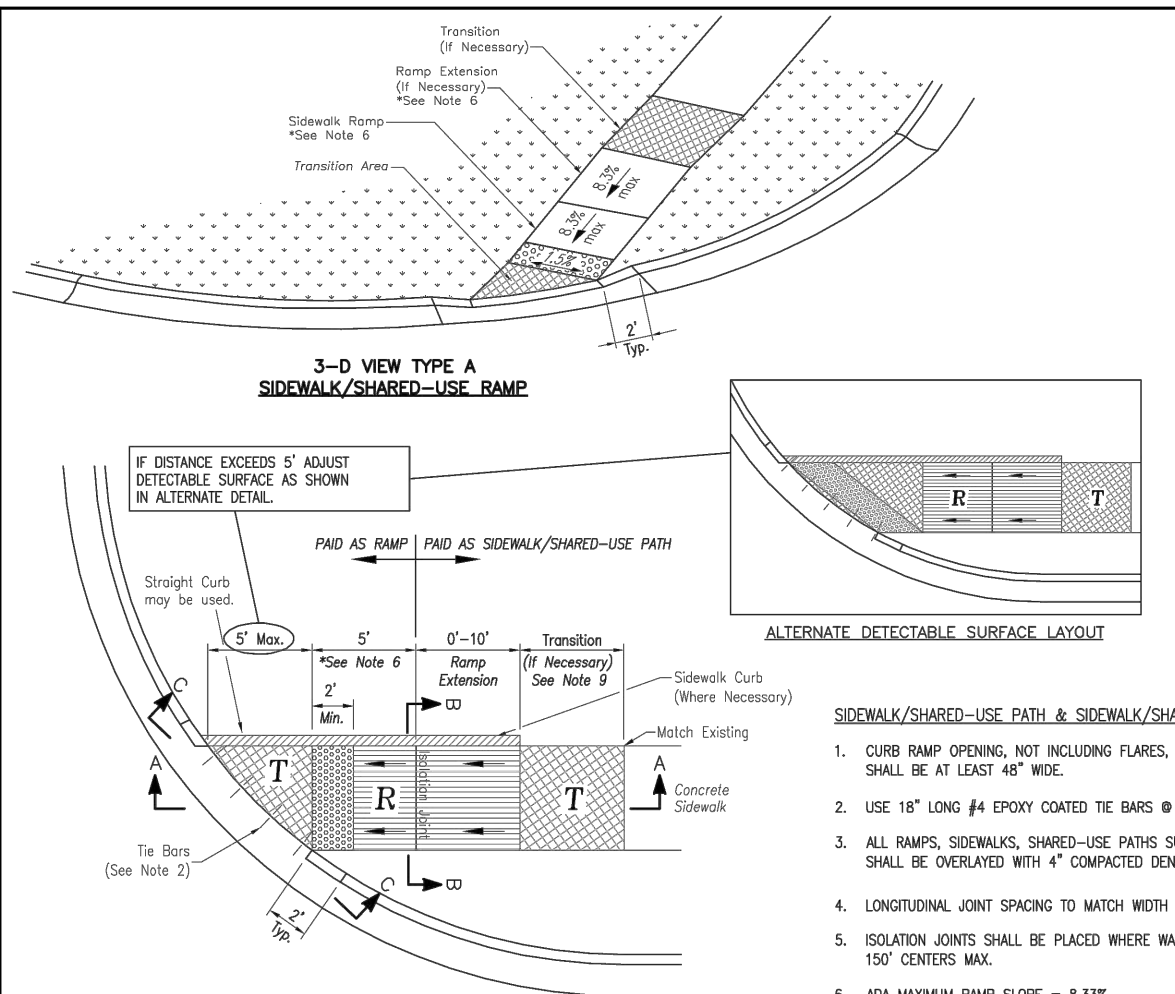 Transition
(If Necessary)
Ramp Extension
(If Necessary)
*See Note 6
Sidewalk Ramp
*See Note 6
Transition Area
8.3%
max
8.3%
max
1.5%
2'
Typ.
3-D VIEW TYPE A
SIDEWALK/SHARED-USE RAMP
IF DISTANCE EXCEEDS 5' ADJUST
DETECTABLE SURFACE AS SHOWN
IN ALTERNATE DETAIL.
R
T
ALTERNATE DETECTABLE SURFACE LAYOUT
PAID AS RAMP
PAID AS SIDEWALK/SHARED-USE PATH
Straight Curb
may be used.
5' Max.
5'
*See Note 6
0'-10'
Ramp
Extension
Transition
(If Necessary)
See Note 9
2'
Min.
Sidewalk Curb
(Where Necessary)
Match Existing
C
B
A
T
R
Isolation Joint
T
A
Concrete
Sidewalk
Tie Bars
(See Note 2)
B
C
2'
Typ.
SIDEWALK/SHARED-USE PATH & SIDEWALK/SHA
1. CURB RAMP OPENING, NOT INCLUDING FLARES,
SHALL BE AT LEAST 48" WIDE.
2. USE 18" LONG #4 EPOXY COATED TIE BARS @
3. ALL RAMPS, SIDEWALKS, SHARED-USE PATHS SU
SHALL BE OVERLAYED WITH 4" COMPACTED DEN
4. LONGITUDINAL JOINT SPACING TO MATCH WIDTH
5. ISOLATION JOINTS SHALL BE PLACED WHERE WA
150' CENTERS MAX.
6. ADA MAXIMUM RAMP SLOPE = 8.33%